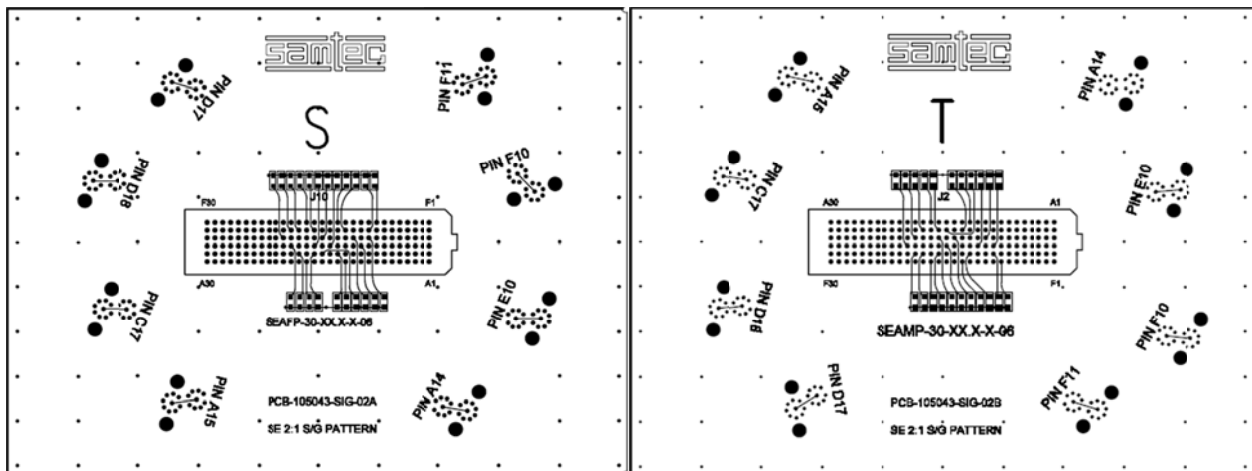 samtec
PIN D17
PIN F11
S
PIN F10
PIN D18
J10
F30
F1
A30
A1
SEAFP-30-XX.X-X-06
PIN E10
PIN C17
PIN A15
PIN A14
PCB-105043-SIG-02A
SE 2:1 S/G PATTERN
samtec
PIN A15
PIN A14
T
PIN C17
PIN E10
J2
A30
A1
F30
F1
SEAMP-30-XX.X-X-06
PIN D18
PIN F10
PIN D17
PIN F11
PCB-105043-SIG-02B
SE 2:1 S/G PATTERN